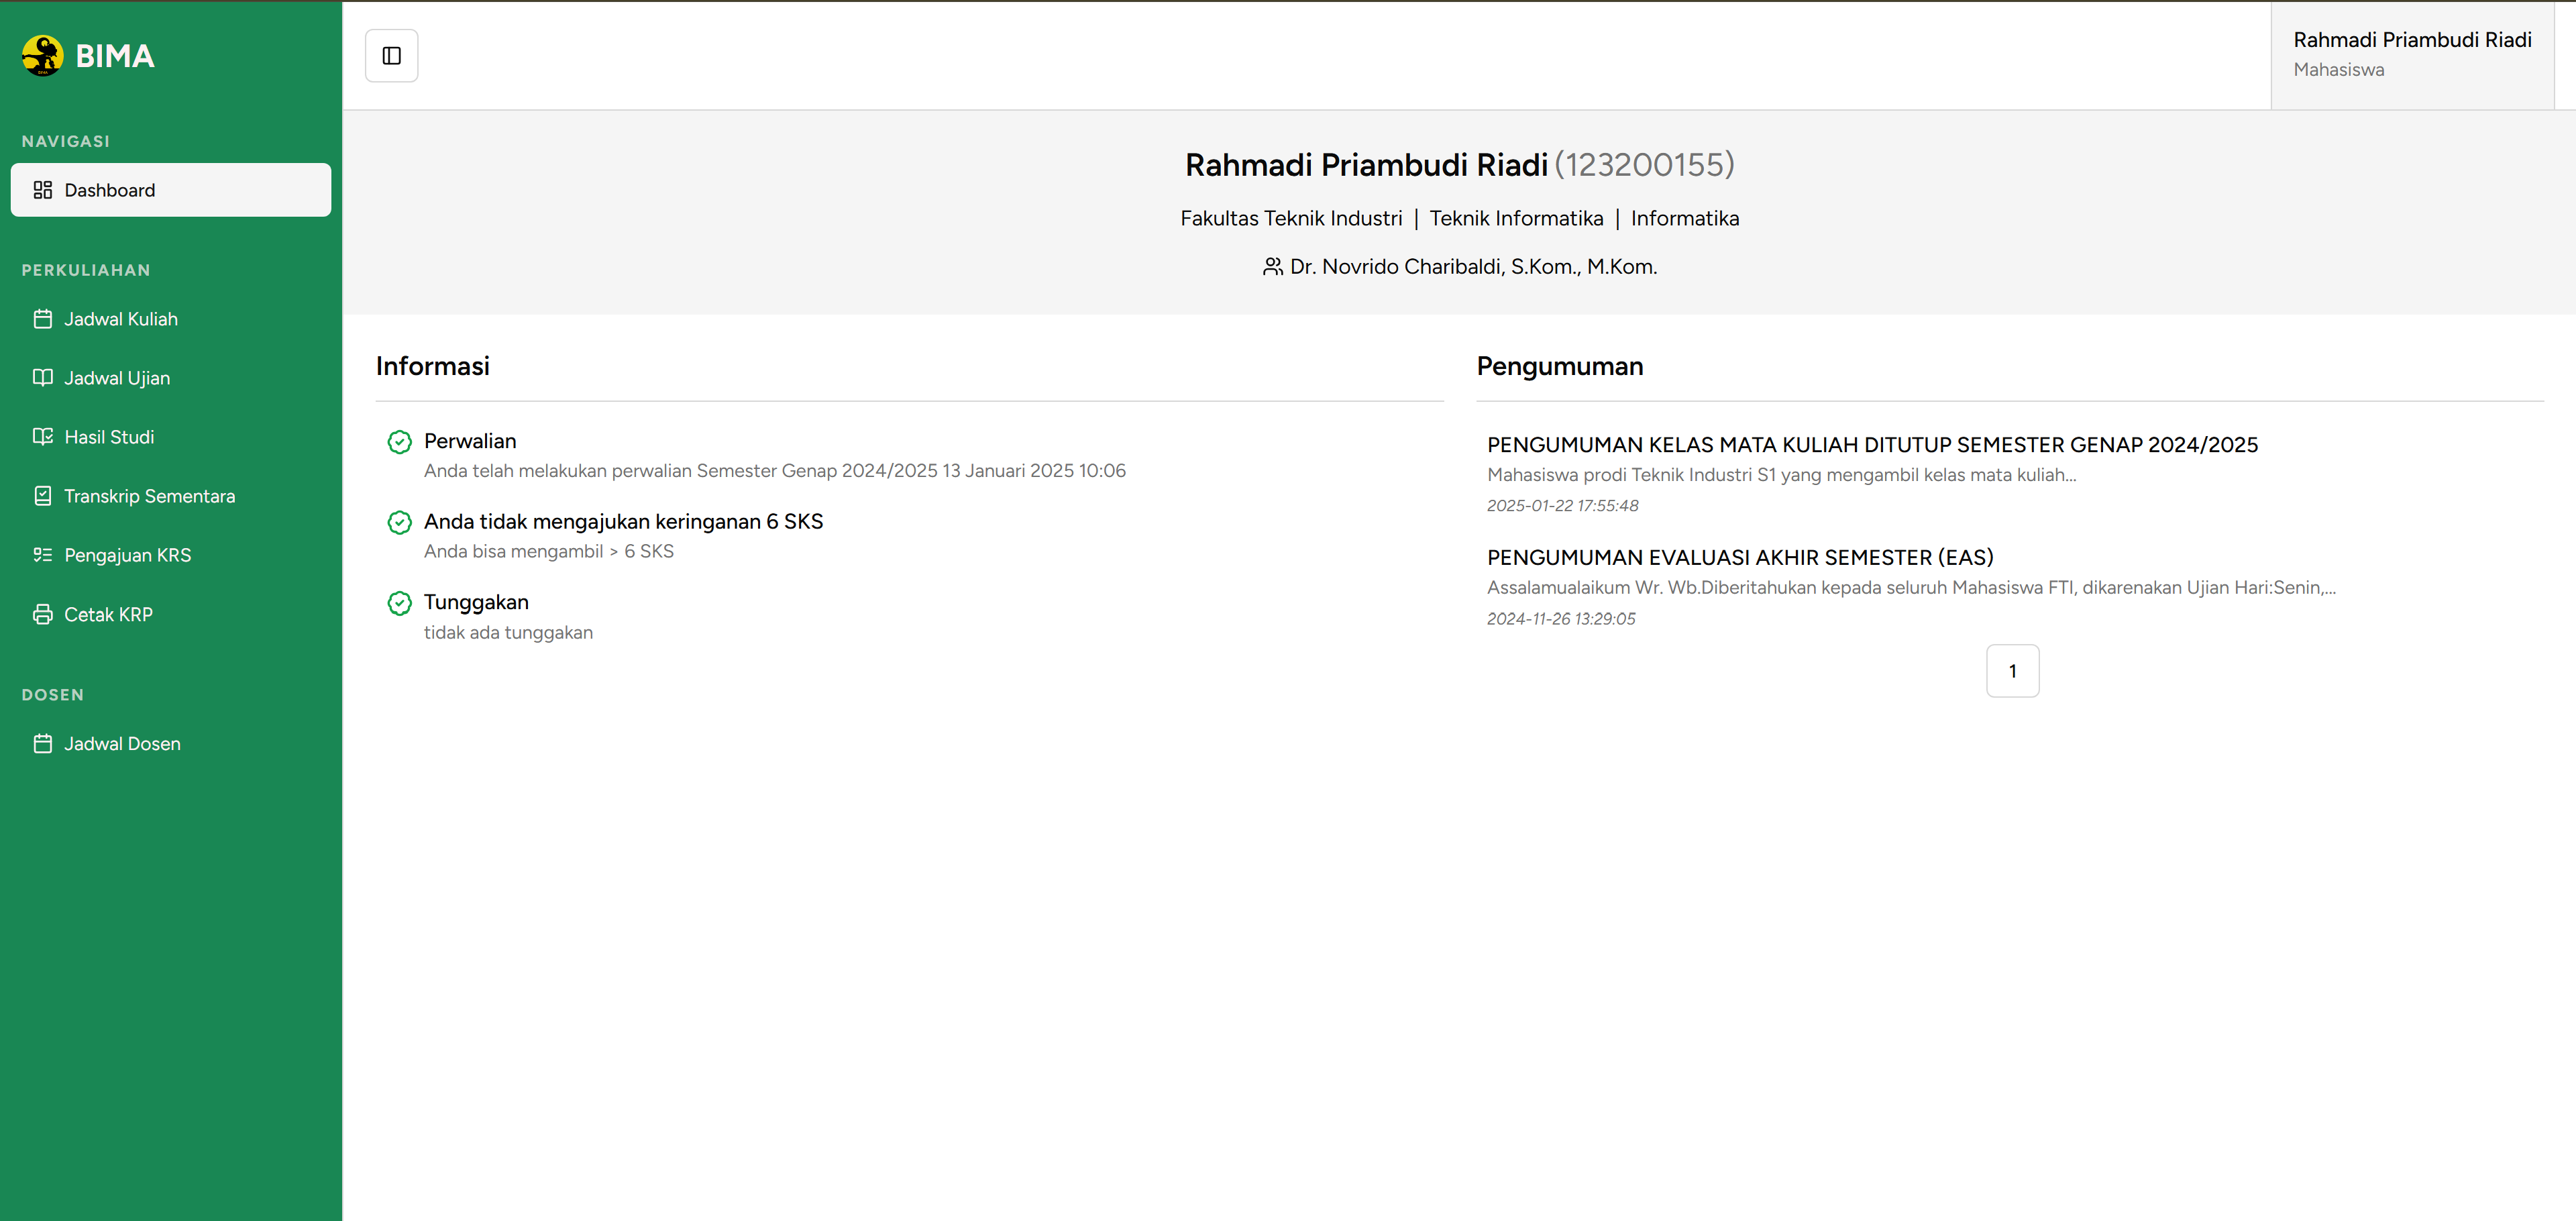 BIMA
NAVIGASI
Dashboard
PERKULIAHAN
Jadwal Kuliah
Jadwal Ujian
Hasil Studi
Transkrip Sementara
Pengajuan KRS
Cetak KRP
DOSEN
Jadwal Dosen
Rahmadi Priambudi Riadi
Mahasiswa
Rahmadi Priambudi Riadi (123200155)
Fakultas Teknik Industri | Teknik Informatika | Informatika
Dr. Novrido Charibaldi, S.Kom., M.Kom.
Informasi
Perwalian
Anda telah melakukan perwalian Semester Genap 2024/2025 13 Januari 2025 10:06
Anda tidak mengajukan keringanan 6 SKS
Anda bisa mengambil > 6 SKS
Tunggakan
tidak ada tunggakan
Pengumuman
PENGUMUMAN KELAS MATA KULIAH DITUTUP SEMESTER GENAP 2024/2025
Mahasiswa prodi Teknik Industri S1 yang mengambil kelas mata kuliah...
2025-01-22 17:55:48
PENGUMUMAN EVALUASI AKHIR SEMESTER (EAS)
Assalamualaikum Wr. Wb.Diberitahukan kepada seluruh Mahasiswa FTI, dikarenakan Ujian Hari:Senin,...
2024-11-26 13:29:05
1